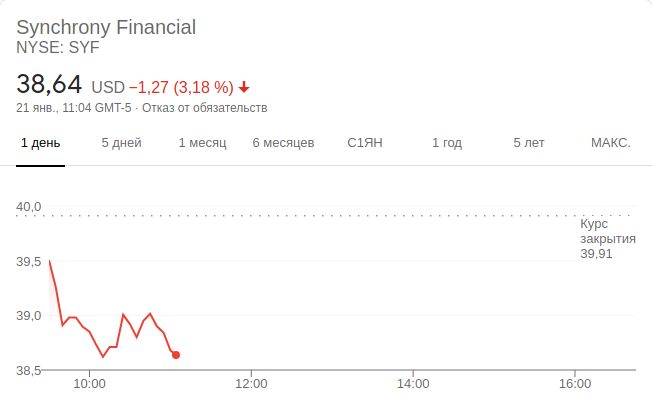 Synchrony Financial
NYSE: SYF
38,64 USD −1,27 (3,18 %)
21 янв., 11:04 GMT-5 · Отказ от обязательств
1 день 5 дней 1 месяц 6 месяцев С1ЯН 1 год 5 лет МАКС.
40,0
Курс
закрытия
39,91
39,5
39,0
38,5
10:00 12:00 14:00 16:00